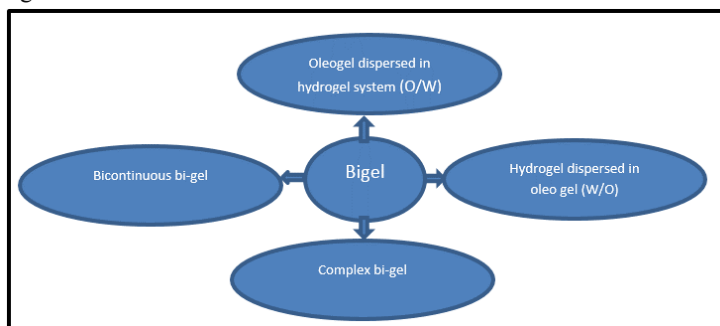 Oleogel dispersed in
hydrogel system (O/W)
Bicontinuous bi-gel
Bigel
Hydrogel dispersed in
oleo gel (W/O)
Complex bi-gel